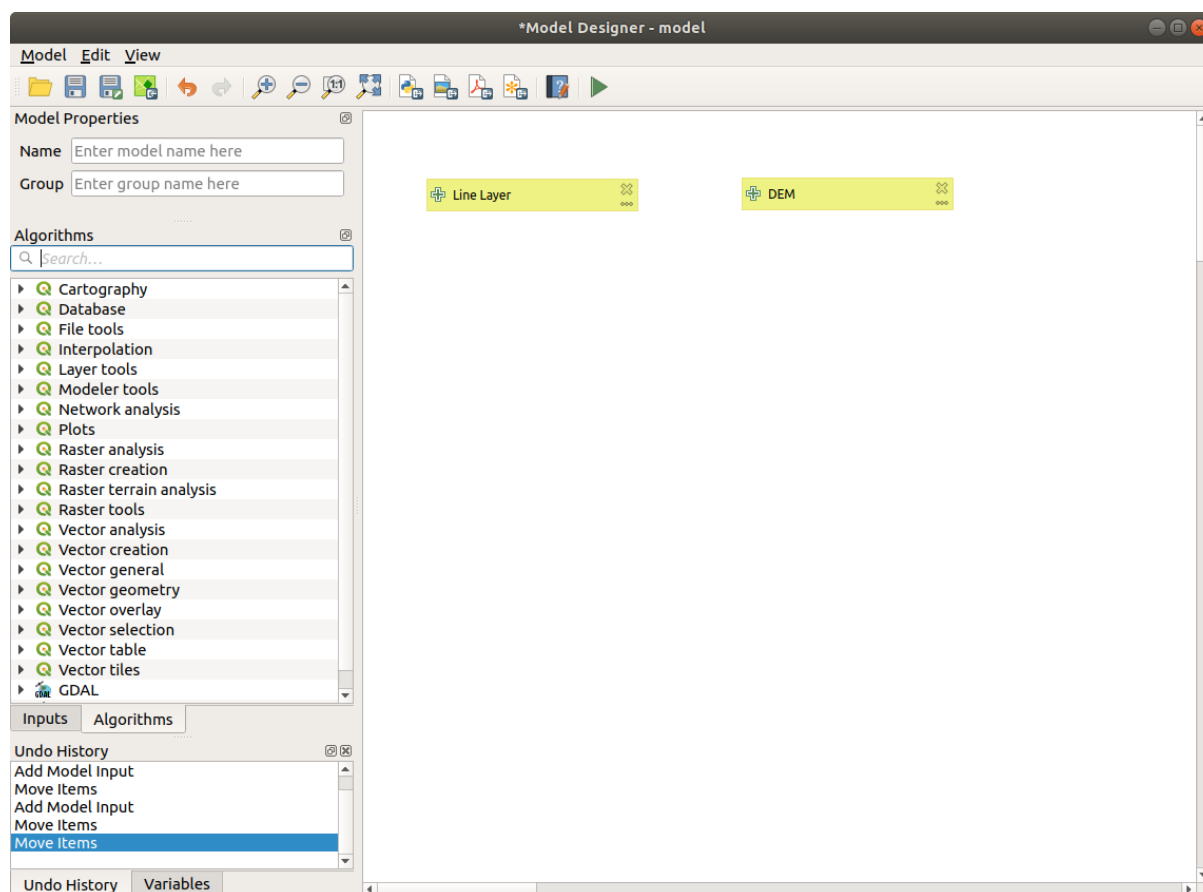 *Model Designer - model
Model Edit View
1:1
Model Properties
Name Enter model name here
Group Enter group name here
Algorithms
Search...
Cartography
Database
File tools
Interpolation
Layer tools
Modeler tools
Network analysis
Plots
Raster analysis
Raster creation
Raster terrain analysis
Raster tools
Vector analysis
Vector creation
Vector general
Vector geometry
Vector overlay
Vector selection
Vector table
Vector tiles
GDAL GDAL
Inputs Algorithms
Undo History
Add Model Input
Move Items
Add Model Input
Move Items
Move Items
Undo History Variables
Line Layer
DEM